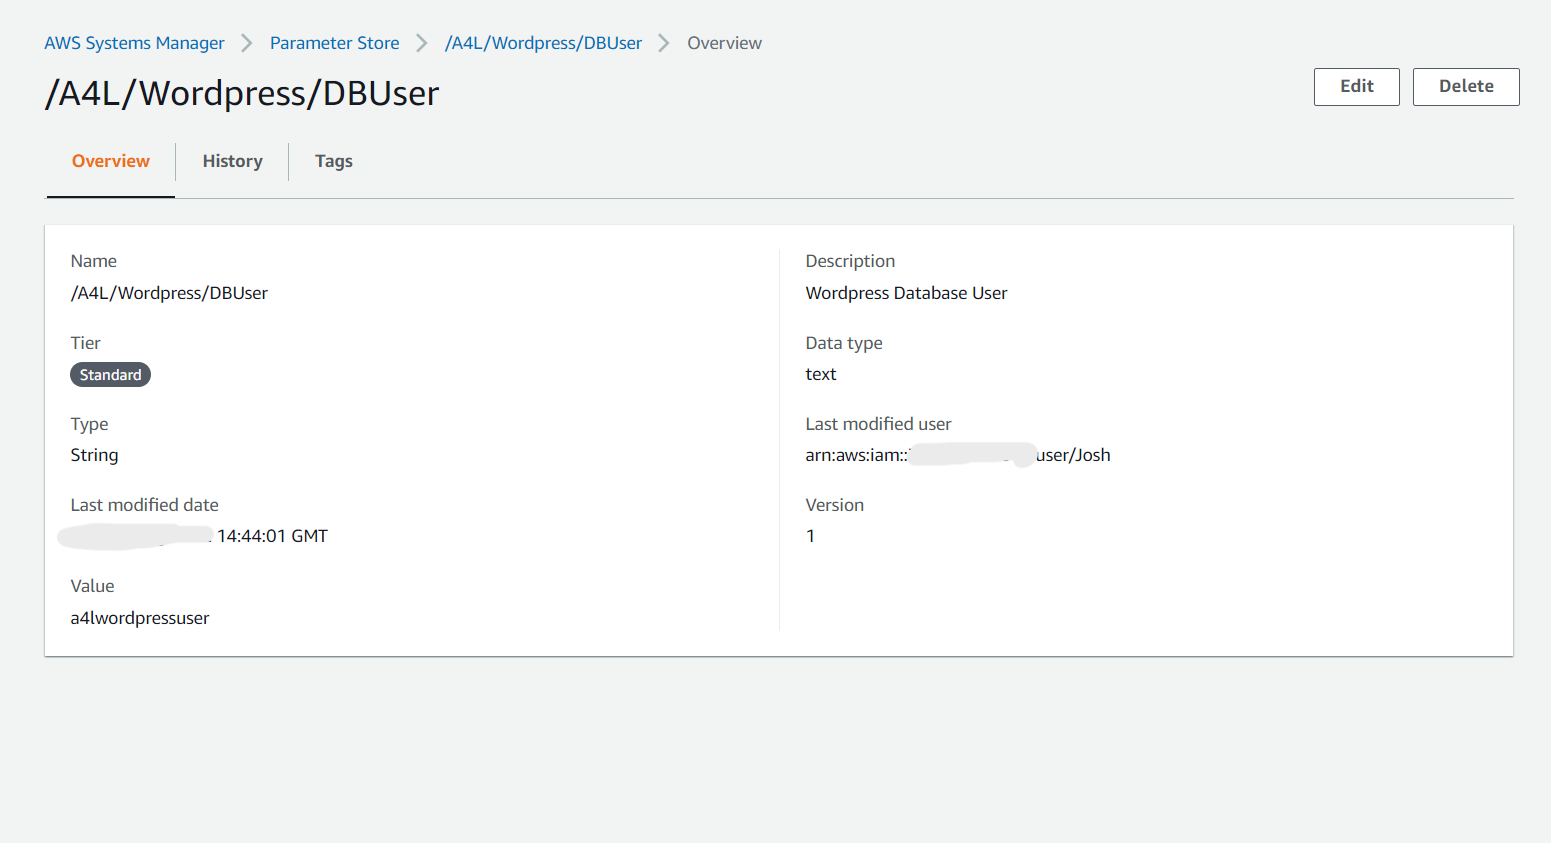 AWS Systems Manager > Parameter Store > /A4L/Wordpress/DBUser > Overview
/A4L/Wordpress/DBUser
Edit
Delete
Overview
History
Tags
Name
/A4L/Wordpress/DBUser
Tier
Standard
Type
String
Last modified date
14:44:01 GMT
Value
a4lwordpressuser
Description
Wordpress Database User
Data type
text
Last modified user
arn:aws:iam:: user/Josh
Version
1